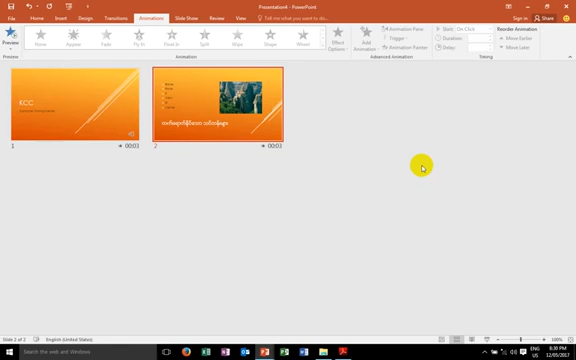 Presentation4 - PowerPoint
Sign in
Share
File Home Insert Design Transitions Animations Slide Show Review View Tell me what you want to do...
Preview
None Appear Fade Fly In Float In Split Wipe Shape Wheel
Effect Options
Add Animation
Animation Pane
Trigger
Animation Painter
Start: On Click
Duration:
Delay:
Reorder Animation
Move Earlier
Move Later
Preview Animation Advanced Animation Timing
KCC
1 00:03
2 00:03
Slide 2 of 2 English (United States)
100%
Search the web and Windows
ENG
8:30 PM
12/05/2017